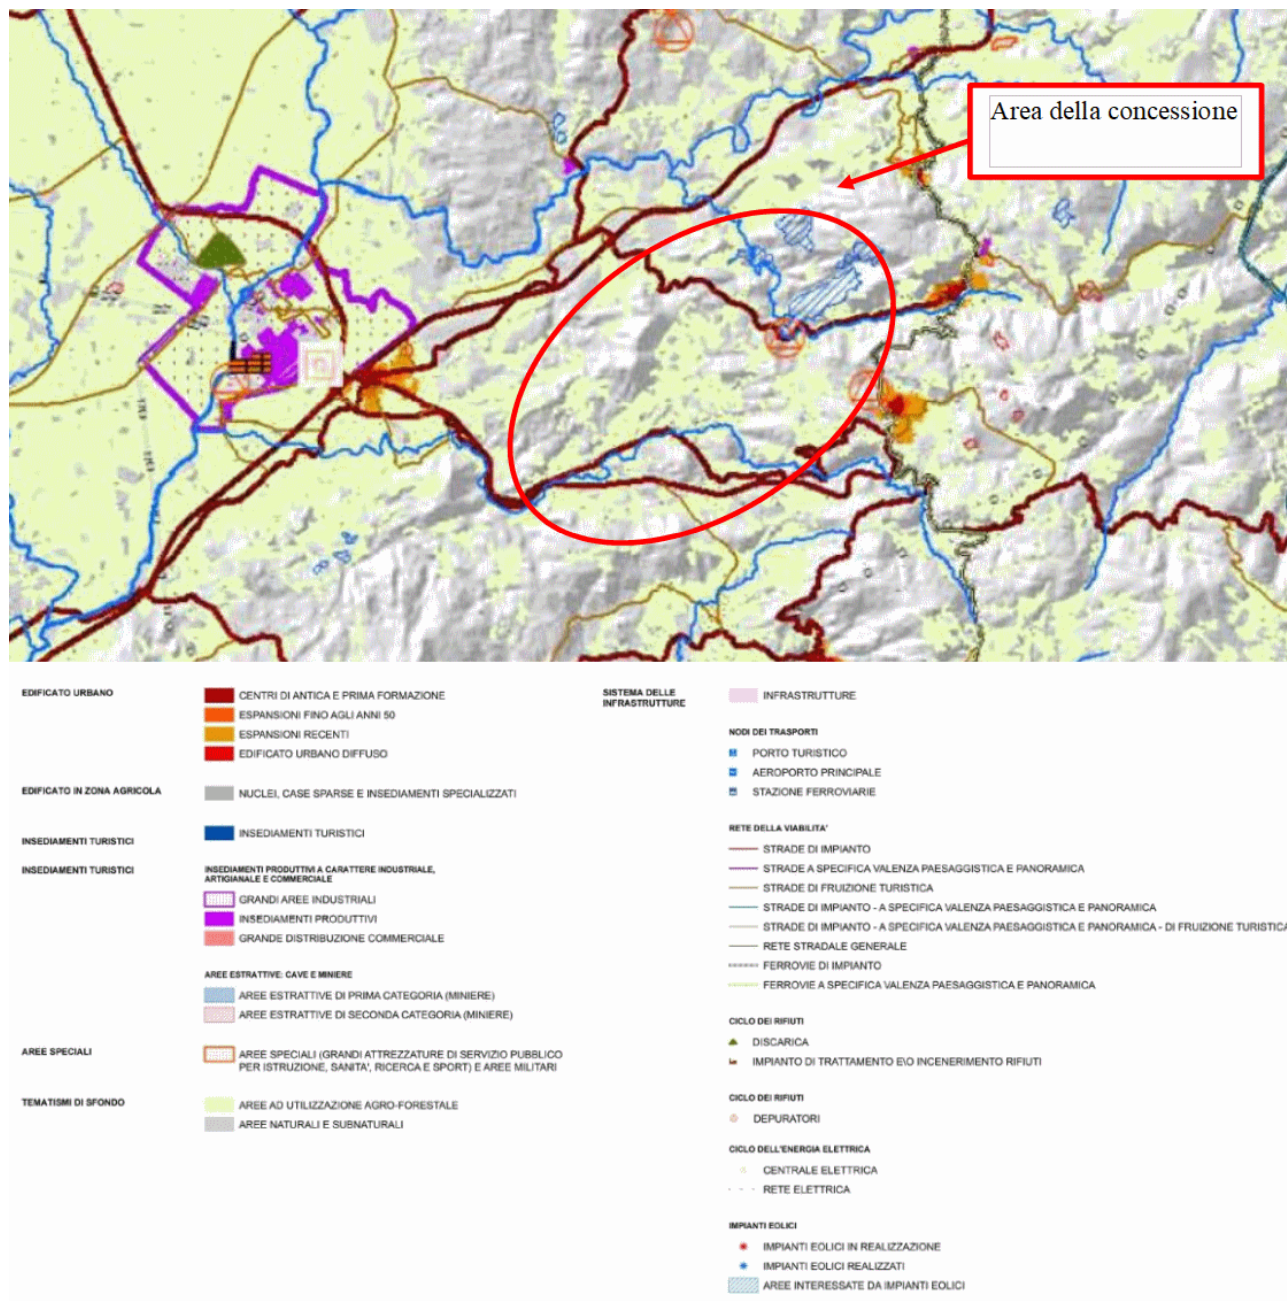 Area della concessione
EDIFICATO URBANO
CENTRI DI ANTICA E PRIMA FORMAZIONE
ESPANSIONI FINO AGLI ANNI 50
ESPANSIONI RECENTI
EDIFICATO URBANO DIFFUSO
EDIFICATO IN ZONA AGRICOLA
NUCLEI, CASE SPARSE E INSEDIAMENTI SPECIALIZZATI
INSEDIAMENTI TURISTICI
INSEDIAMENTI TURISTICI
INSEDIAMENTI TURISTICI
INSEDIAMENTI PRODUTTIVI A CARATTERE INDUSTRIALE,
ARTIGIANALE E COMMERCIALE
GRANDI AREE INDUSTRIALI
INSEDIAMENTI PRODUTTIVI
GRANDE DISTRIBUZIONE COMMERCIALE
AREE ESTRATTIVE: CAVE E MINIERE
AREE ESTRATTIVE DI PRIMA CATEGORIA (MINIERE)
AREE ESTRATTIVE DI SECONDA CATEGORIA (MINIERE)
AREE SPECIALI
AREE SPECIALI (GRANDI ATTREZZATURE DI SERVIZIO PUBBLICO
PER ISTRUZIONE, SANITA', RICERCA E SPORT) E AREE MILITARI
TEMATISMI DI SFONDO
AREE AD UTILIZZAZIONE AGRO-FORESTALE
AREE NATURALI E SUBNATURALI
SISTEMA DELLE
INFRASTRUTTURE
INFRASTRUTTURE
NODI DEI TRASPORTI
PORTO TURISTICO
AEROPORTO PRINCIPALE
STAZIONE FERROVIARIE
RETE DELLA VIABILITA'
STRADE DI IMPIANTO
STRADE A SPECIFICA VALENZA PAESAGGISTICA E PANORAMICA
STRADE DI FRUIZIONE TURISTICA
STRADE DI IMPIANTO - A SPECIFICA VALENZA PAESAGGISTICA E PANORAMICA
STRADE DI IMPIANTO - A SPECIFICA VALENZA PAESAGGISTICA E PANORAMICA - DI FRUIZIONE TURISTICA
RETE STRADALE GENERALE
FERROVIE DI IMPIANTO
FERROVIE A SPECIFICA VALENZA PAESAGGISTICA E PANORAMICA
CICLO DEI RIFIUTI
DISCARICA
IMPIANTO DI TRATTAMENTO E\O INCENERIMENTO RIFIUTI
CICLO DEI RIFIUTI
DEPURATORI
CICLO DELL'ENERGIA ELETTRICA
CENTRALE ELETTRICA
RETE ELETTRICA
IMPIANTI EOLICI
IMPIANTI EOLICI IN REALIZZAZIONE
IMPIANTI EOLICI REALIZZATI
AREE INTERESSATE DA IMPIANTI EOLICI